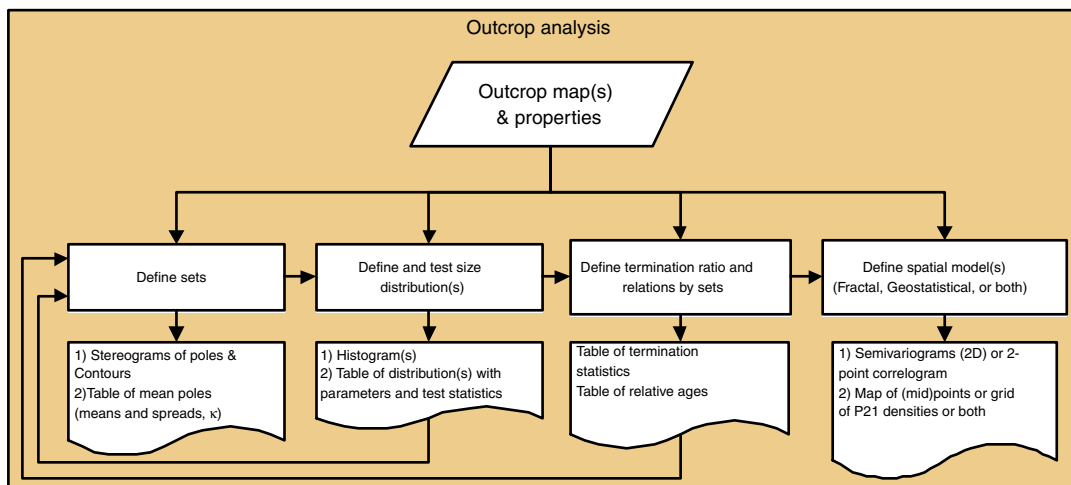 Outcrop analysis
Outcrop map(s)
& properties
Define sets
Define and test size
distribution(s)
Define termination ratio and
relations by sets
Define spatial model(s)
(Fractal, Geostatistical, or both)
1) Stereograms of poles &
Contours
2)Table of mean poles
(means and spreads, κ)
1) Histogram(s)
2) Table of distribution(s) with
parameters and test statistics
Table of termination
statistics
Table of relative ages
1) Semivariograms (2D) or 2-
point correlogram
2) Map of (mid)points or grid
of P21 densities or both